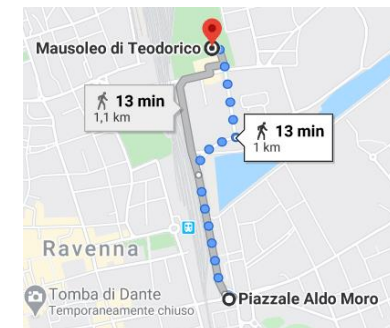 Mausoleo di Teodorico
13 min
1,1 km
13 min
1 km
Ravenna
Tomba di Dante
Temporaneamente chiuso
Piazzale Aldo Moro